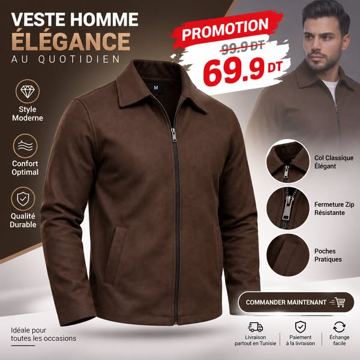 VESTE HOMME
ÉLÉGANCE
AU QUOTIDIEN
PROMOTION
99.9 DT
69.9 DT
M
Style
Moderne
Confort
Optimal
Qualité
Durable
Col Classique
Élégant
Fermeture Zip
Résistante
Poches
Pratiques
COMMANDER MAINTENANT
Idéale pour
toutes les occasions
Livraison
partout en Tunisie
Paiement
à la livraison
Échange
facile